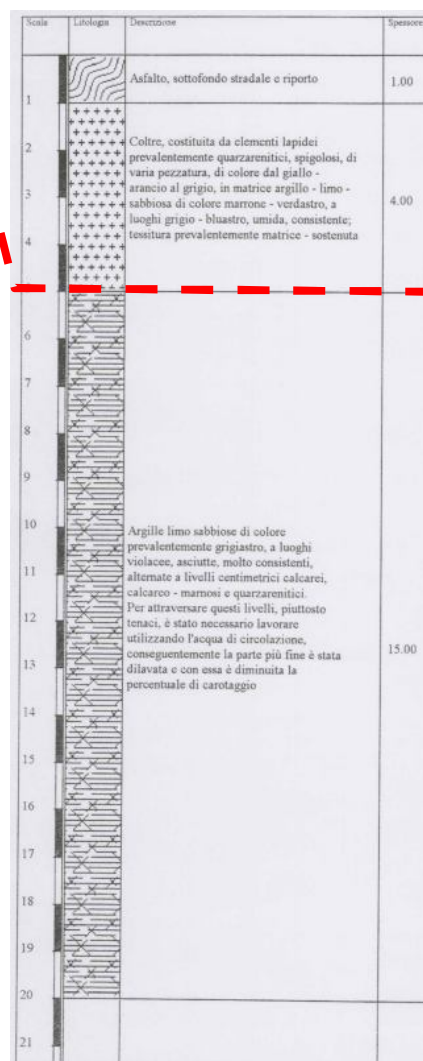 Scala Litologia Descrizione Spessore
Asfalto, sottofondo stradale e riporto
1.00
1
Coltre, costituita da elementi lapidei
prevalentemente quarzarenitici, spigolosi, di
varia pezzatura, di colore dal giallo -
arancio al grigio, in matrice argillo - limo -
sabbiosa di colore marrone - verdastro, a
luoghi grigio - bluastro, umida, consistente;
tessitura prevalentemente matrice - sostenuta
4.00
2
3
4
6
7
8
9
10
11
12
13
14
15
16
17
18
19
20
21
Argille limo sabbiose di colore
prevalentemente grigiastro, a luoghi
violacee, asciutte, molto consistenti,
alternate a livelli centimetrici calcarei,
calcareo - marnosi e quarzarenitici.
Per attraversare questi livelli, piuttosto
tenaci, è stato necessario lavorare
utilizzando l'acqua di circolazione,
conseguentemente la parte più fine è stata
dilavata e con essa è diminuita la
percentuale di carotaggio
15.00